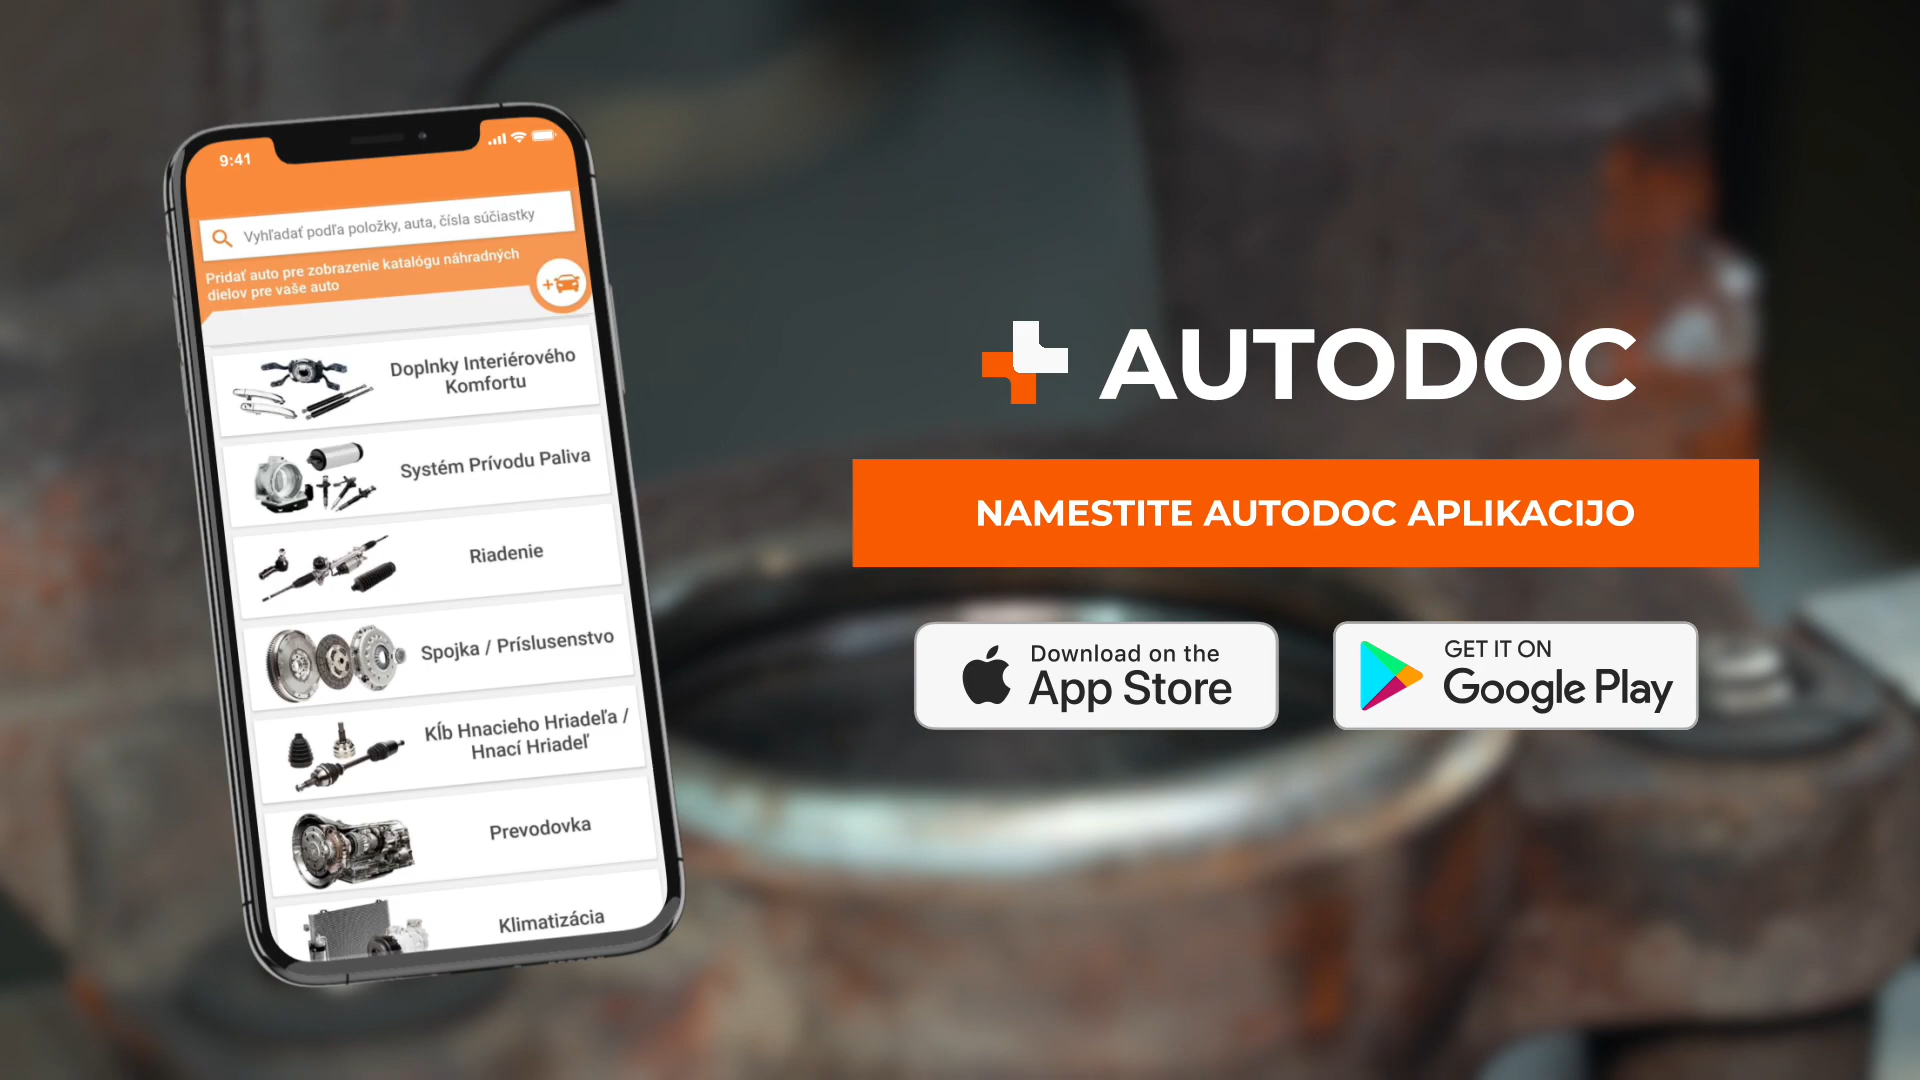 9:41
Vyhľadať podľa položky, auta, čísla súčiastky
Pridať auto pre zobrazenie katalógu náhradných
dielov pre vaše auto
Doplnky Interiérového
Komfortu
Systém Prívodu Paliva
Riadenie
Spojka / Príslusenstvo
Kĺb Hnacieho Hriadeľa /
Hnací Hriadeľ
Prevodovka
Klimatizácia
AUTODOC
NAMESTITE AUTODOC APLIKACIJO
Download on the
App Store
GET IT ON
Google Play